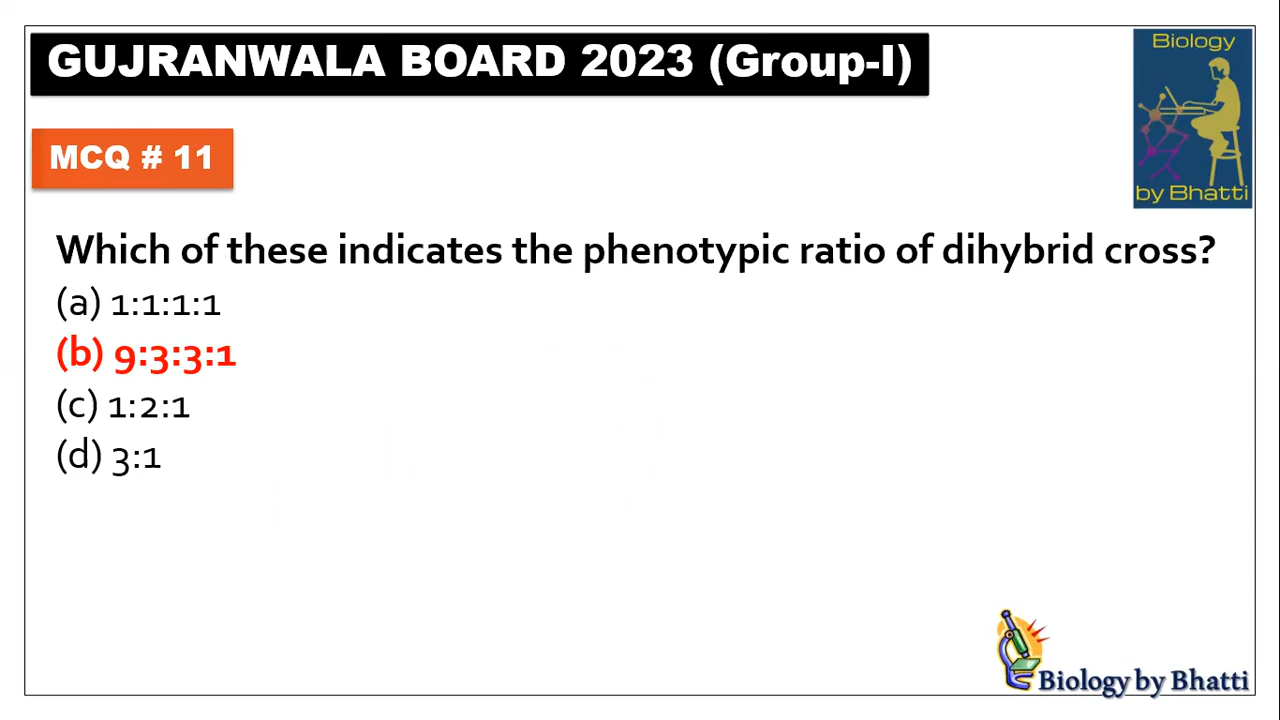 GUJRANWALA BOARD 2023 (Group-I)
Biology
by Bhatti
MCQ # 11
Which of these indicates the phenotypic ratio of dihybrid cross?
(a) 1:1:1:1
(b) 9:3:3:1
(c) 1:2:1
(d) 3:1
Biology by Bhatti